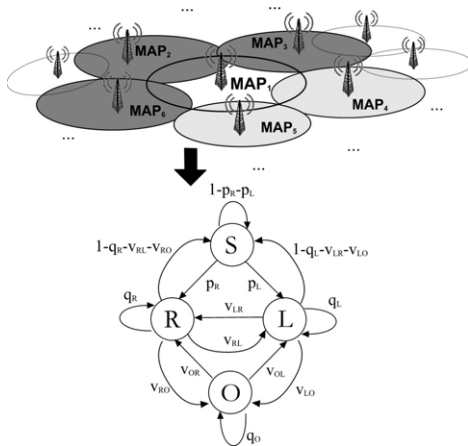 ... ...
MAP₂ MAP₃
MAP₁
MAP₆ MAP₄
... MAP₅ ...
... ...
1-pR-pL
1-qR-vRL-vRO S 1-qL-vLR-vLO
pR pL
qR R vLR L qL
vRL
vOR vOL
vRO O vLO
qO